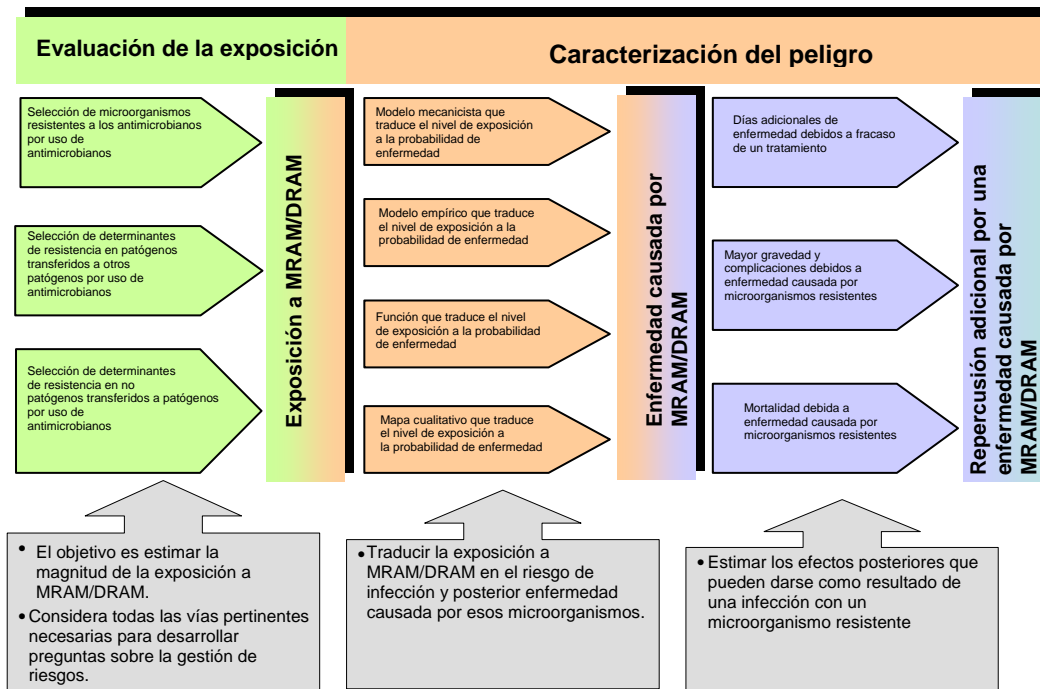 Evaluación de la exposición
Caracterización del peligro
Selección de microorganismos
resistentes a los antimicrobianos
por uso de
antimicrobianos
Selección de determinantes
de resistencia en patógenos
transferidos a otros
patógenos por uso de
antimicrobianos
Selección de determinantes
de resistencia en no
patógenos transferidos a patógenos
por uso de
antimicrobianos
Exposición a MRAM/DRAM
Modelo mecanicista que
traduce el nivel de exposición
a la probabilidad de
enfermedad
Modelo empírico que traduce
el nivel de exposición a la
probabilidad de enfermedad
Función que traduce el nivel
de exposición a la probabilidad
de enfermedad
Mapa cualitativo que traduce
el nivel de exposición a
la probabilidad de enfermedad
Enfermedad causada por
MRAM/DRAM
Días adicionales de
enfermedad debidos a fracaso
de un tratamiento
Mayor gravedad y
complicaciones debidos a
enfermedad causada por
microorganismos resistentes
Mortalidad debida a
enfermedad causada por
microorganismos resistentes
Repercusión adicional por una
enfermedad causada por
MRAM/DRAM
• El objetivo es estimar la
magnitud de la exposición a
MRAM/DRAM.
• Considera todas las vías pertinentes
necesarias para desarrollar
preguntas sobre la gestión de
riesgos.
• Traducir la exposición a
MRAM/DRAM en el riesgo de
infección y posterior enfermedad
causada por esos microorganismos.
• Estimar los efectos posteriores que
pueden darse como resultado de
una infección con un
microorganismo resistente